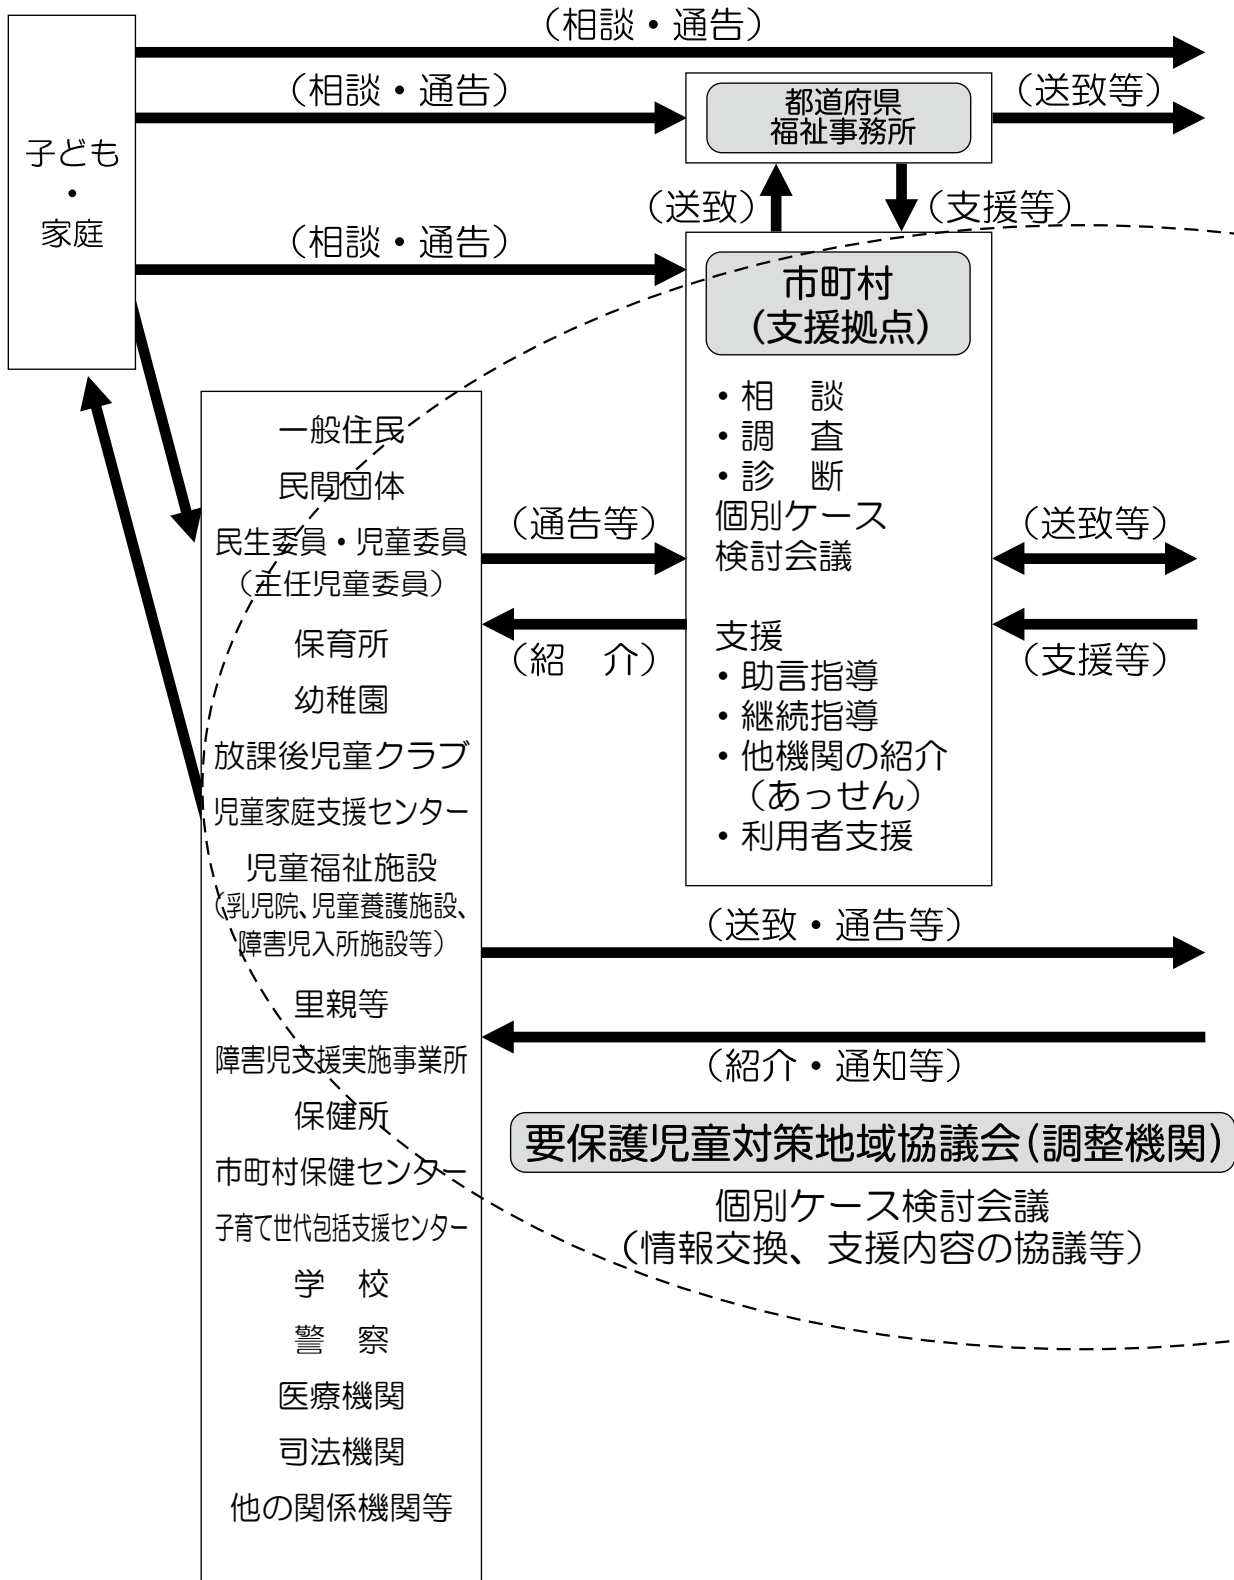 （相談・通告）
（相談・通告）
都道府県
福祉事務所
（送致等）
子ども
・
家庭
（送致）
（支援等）
（相談・通告）
市町村
（支援拠点）
・相　談
・調　査
・診　断
個別ケース
検討会議
支援
・助言指導
・継続指導
・他機関の紹介
（あっせん）
・利用者支援
一般住民
民間団体
民生委員・児童委員
（主任児童委員）
保育所
幼稚園
放課後児童クラブ
児童家庭支援センター
児童福祉施設
（乳児院、児童養護施設、
障害児入所施設等）
里親等
障害児支援実施事業所
保健所
市町村保健センター
子育て世代包括支援センター
学　校
警　察
医療機関
司法機関
他の関係機関等
（通告等）
（紹　介）
（送致等）
（支援等）
（送致・通告等）
（紹介・通知等）
要保護児童対策地域協議会（調整機関）
個別ケース検討会議
（情報交換、支援内容の協議等）